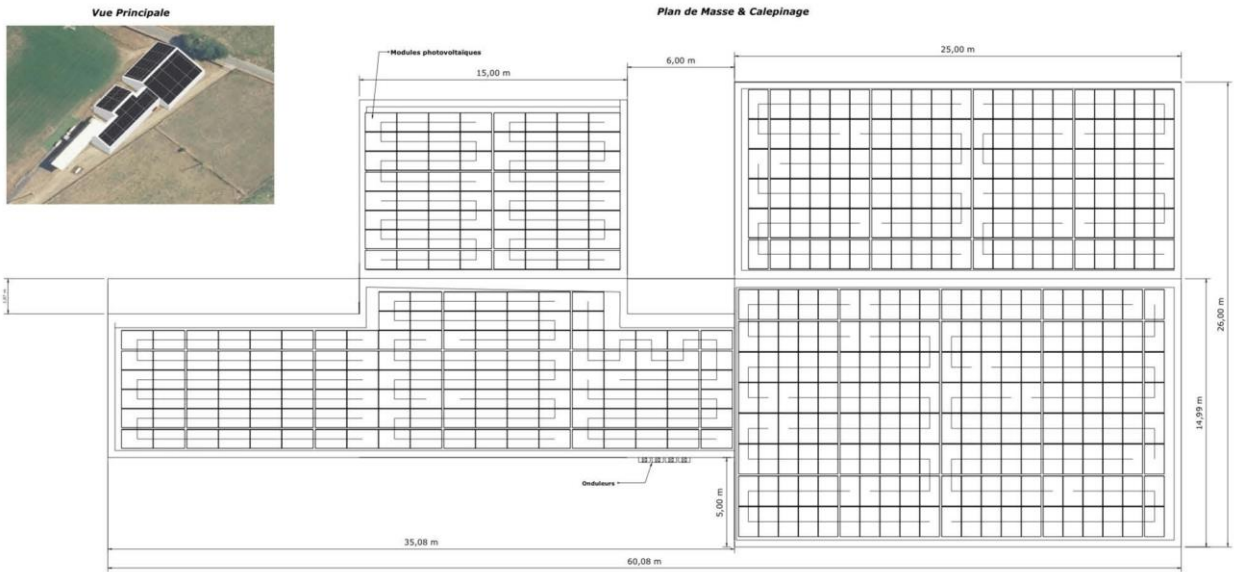 Vue Principale
Plan de Masse & Calepinage
Modules photovoltaïques
15,00 m
6,00 m
25,00 m
26,00 m
14,99 m
Onduleurs
5,00 m
35,08 m
60,08 m